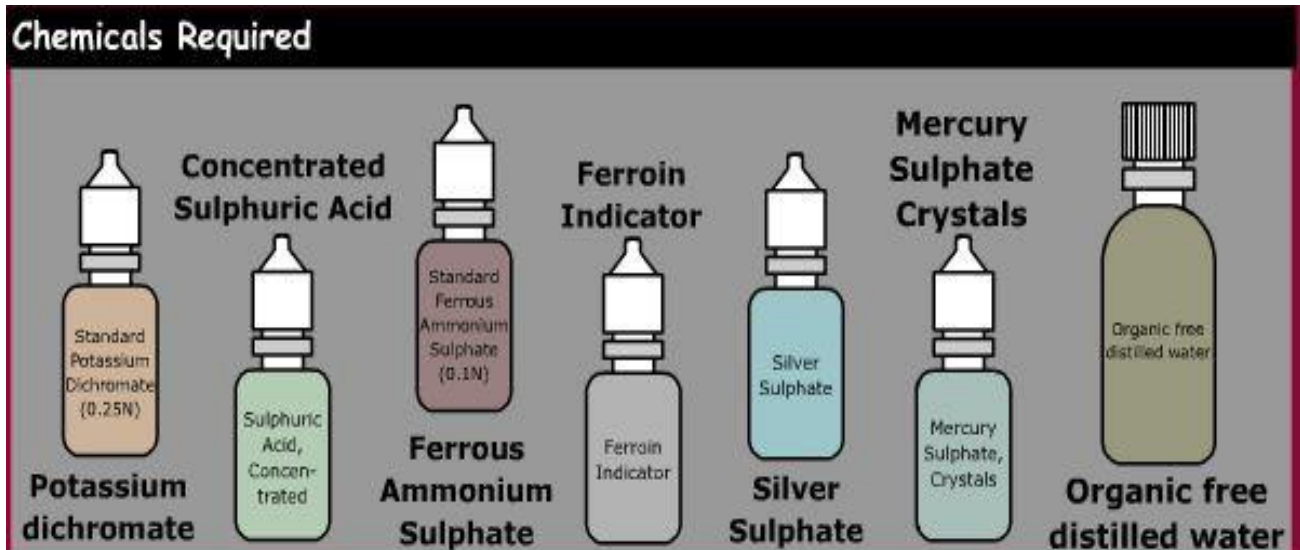 Chemicals Required
Standard
Potassium
Dichromate
(0.25N)
Potassium
dichromate
Concentrated
Sulphuric Acid
Sulphuric
Acid,
Concen-
trated
Standard
Ferrous
Ammonium
Sulphate
(0.1N)
Ferrous
Ammonium
Sulphate
Ferroin
Indicator
Ferroin
Indicator
Silver
Sulphate
Silver
Sulphate
Mercury
Sulphate
Crystals
Mercury
Sulphate,
Crystals
Organic free
distilled water
Organic free
distilled water